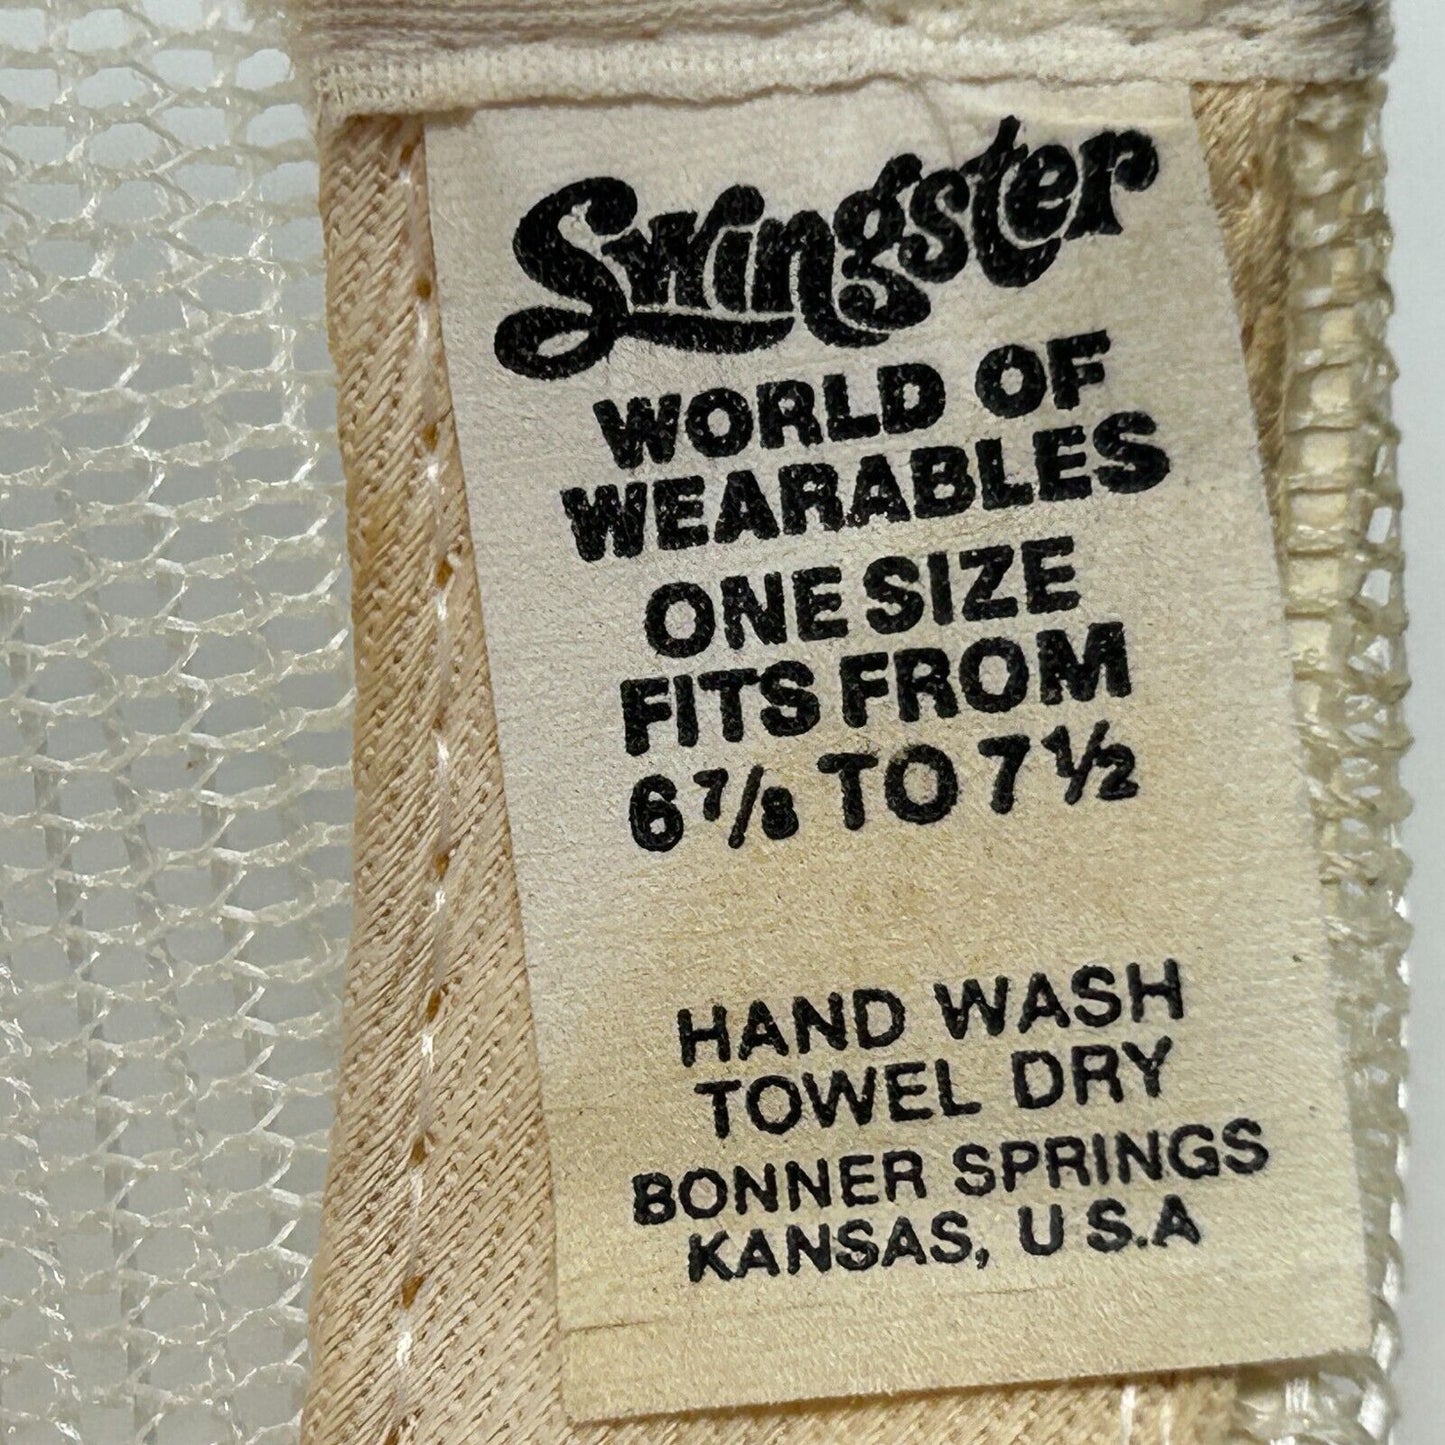 Swingster
WORLD OF
WEARABLES
ONE SIZE
FITS FROM
6 7/8 TO 7 1/2
HAND WASH
TOWEL DRY
BONNER SPRINGS
KANSAS, U S.A